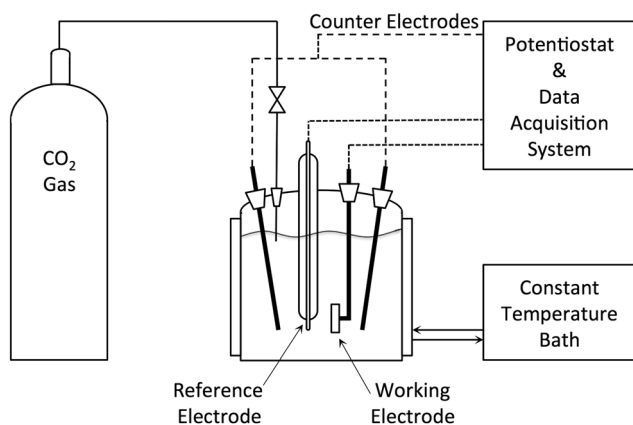 Counter Electrodes
Potentiostat
&
Data
Acquisition
System
CO₂
Gas
Constant
Temperature
Bath
Reference
Electrode
Working
Electrode